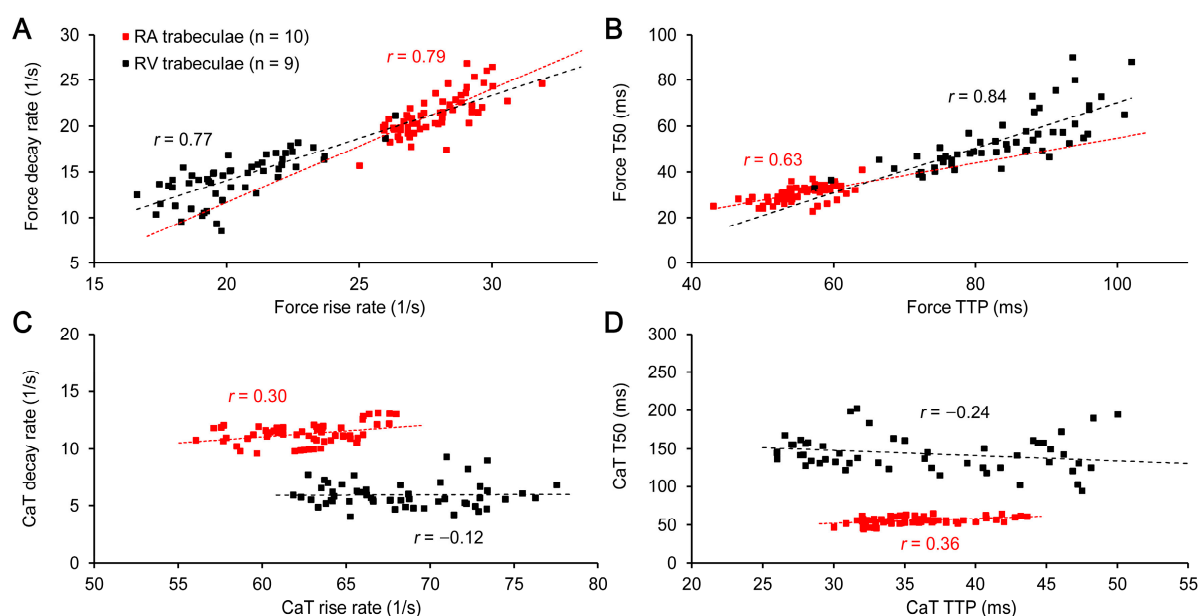 A
RA trabeculae (n = 10)
RV trabeculae (n = 9)
r = 0.79
r = 0.77
Force decay rate (1/s)
30
25
20
15
10
5
15
20
25
30
Force rise rate (1/s)
B
r = 0.84
r = 0.63
Force T50 (ms)
100
80
60
40
20
0
40
60
80
100
Force TTP (ms)
C
r = 0.30
r = −0.12
CaT decay rate (1/s)
20
15
10
5
0
50
55
60
65
70
75
80
CaT rise rate (1/s)
D
r = −0.24
r = 0.36
CaT T50 (ms)
300
250
200
150
100
50
0
20
25
30
35
40
45
50
55
CaT TTP (ms)